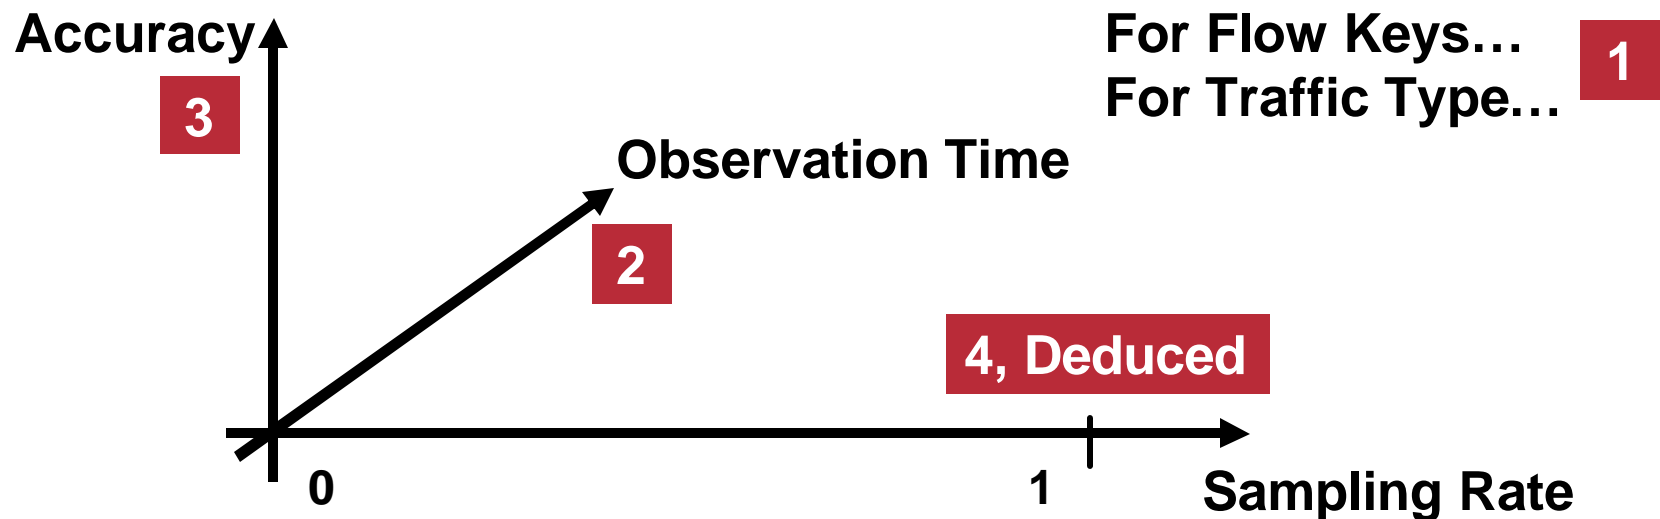 Accuracy
3
For Flow Keys…
For Traffic Type…
1
Observation Time
2
4, Deduced
0
1
Sampling Rate